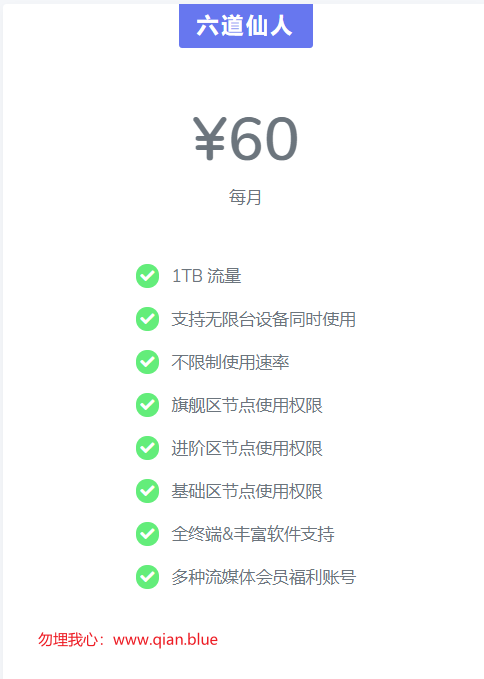 六道仙人
¥60
每月
1TB 流量
支持无限台设备同时使用
不限制使用速率
旗舰区节点使用权限
进阶区节点使用权限
基础区节点使用权限
全终端&丰富软件支持
多种流媒体会员福利账号
勿埋我心：www.qian.blue